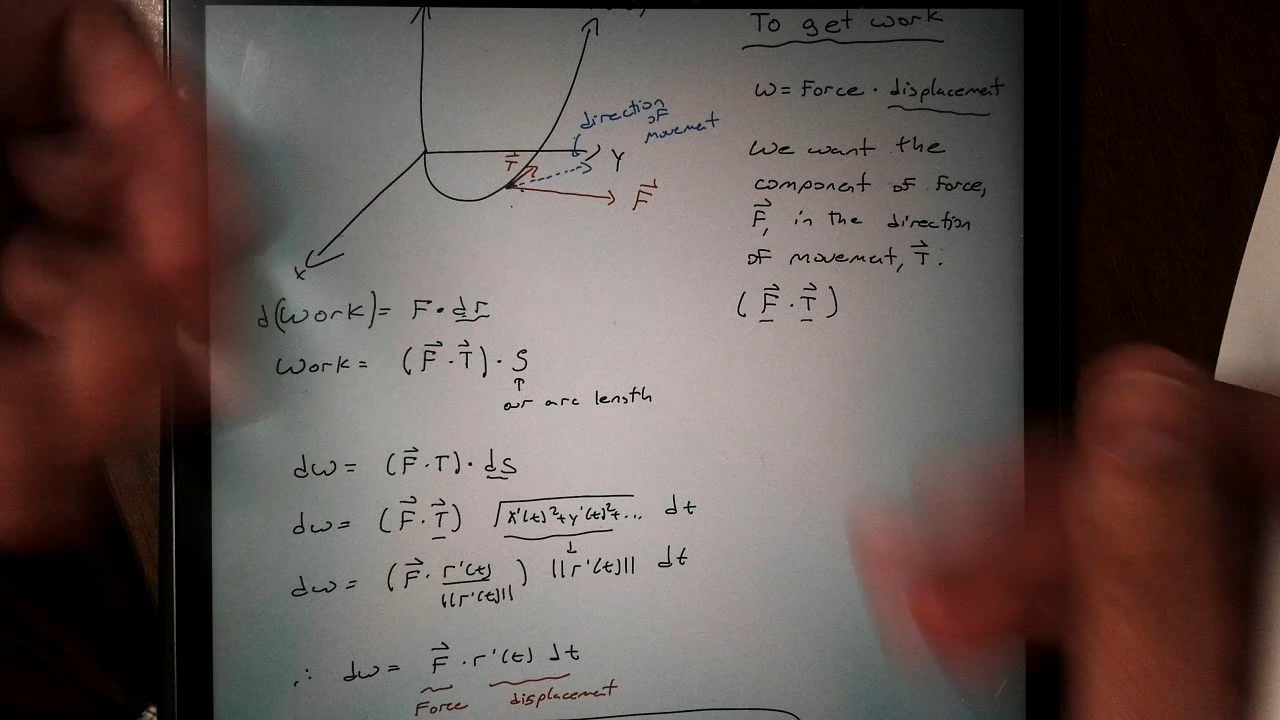 To get work
w = Force · displacement
We want the
component of Force,
F⃗, in the direction
of movement, T⃗.
(F⃗ · T⃗)
direction
of
movement
T⃗
Y
F⃗
x
d(work) = F · dr
Work = (F⃗ · T⃗) · S
↑
our arc length
dw = (F⃗ · T) · ds
dw = (F⃗ · T⃗) √(x'(t)²+y'(t)²+...) dt
↓
dw = (F⃗ · r'(t)/||r'(t)||) ||r'(t)|| dt
∴ dw = F⃗ · r'(t) dt
Force displacement